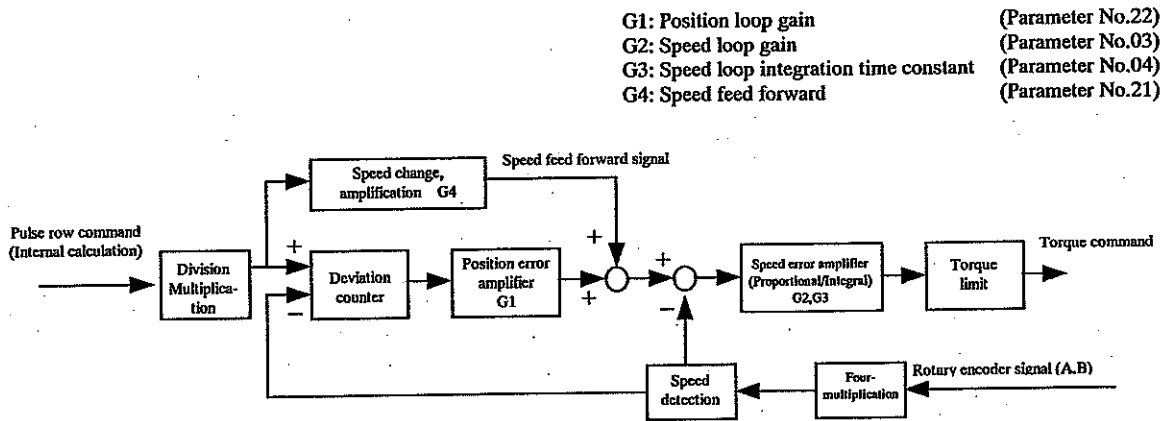 G1: Position loop gain (Parameter No.22)
G2: Speed loop gain (Parameter No.03)
G3: Speed loop integration time constant (Parameter No.04)
G4: Speed feed forward (Parameter No.21)
Speed change,
amplification G4
Speed feed forward signal
Pulse row command
(Internal calculation)
Division
Multiplica-
tion
+
−
Deviation
counter
Position error
amplifier
G1
+
+
+
−
Speed error amplifier
(Proportional/Integral)
G2,G3
Torque
limit
Torque command
Speed
detection
Four-
multiplication
Rotary encoder signal (A.B)